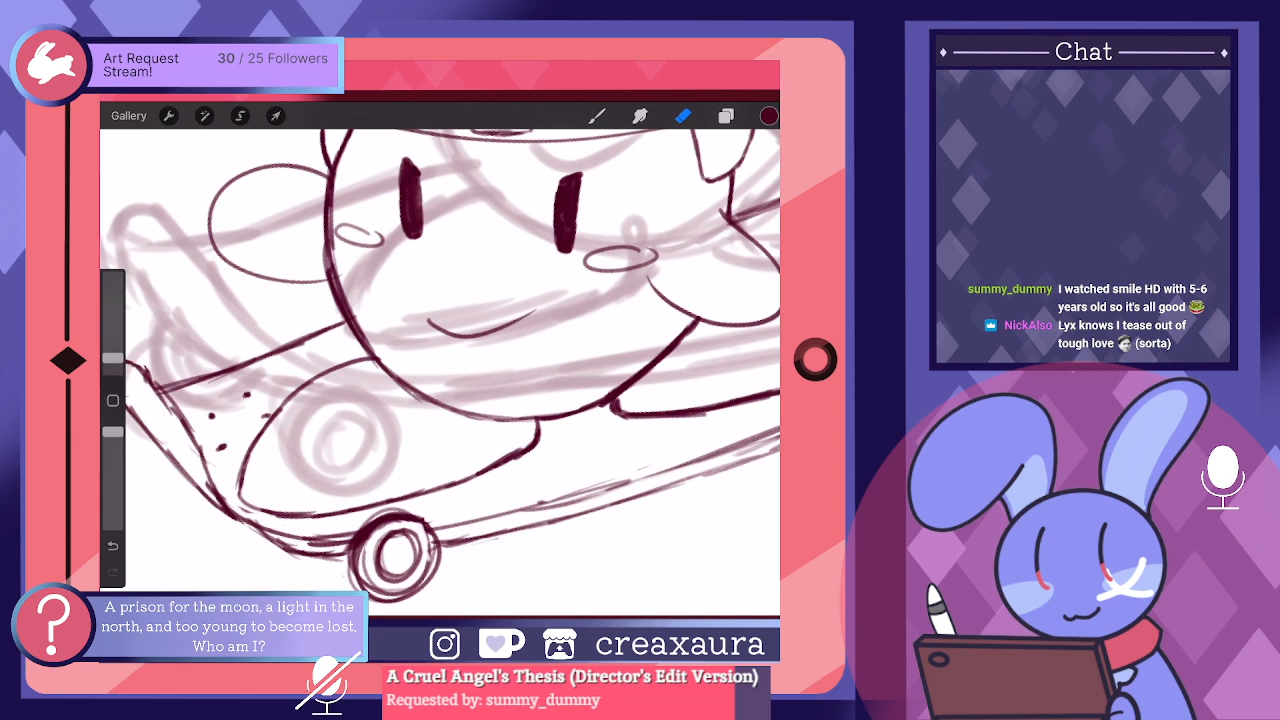 Art Request
Stream!
30 / 25 Followers
Gallery
Chat
summy_dummy I watched smile HD with 5-6
years old so it's all good
NickAlso Lyx knows I tease out of
tough love (sorta)
A prison for the moon, a light in the
north, and too young to become lost.
Who am I?
creaxaura
A Cruel Angel's Thesis (Director's Edit Version)
Requested by: summy_dummy